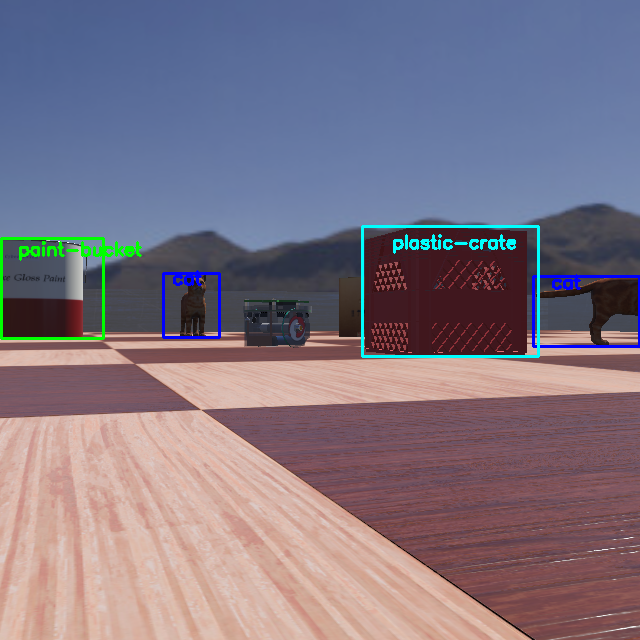 paint-bucket
cat
plastic-crate
cat
Gloss Paint